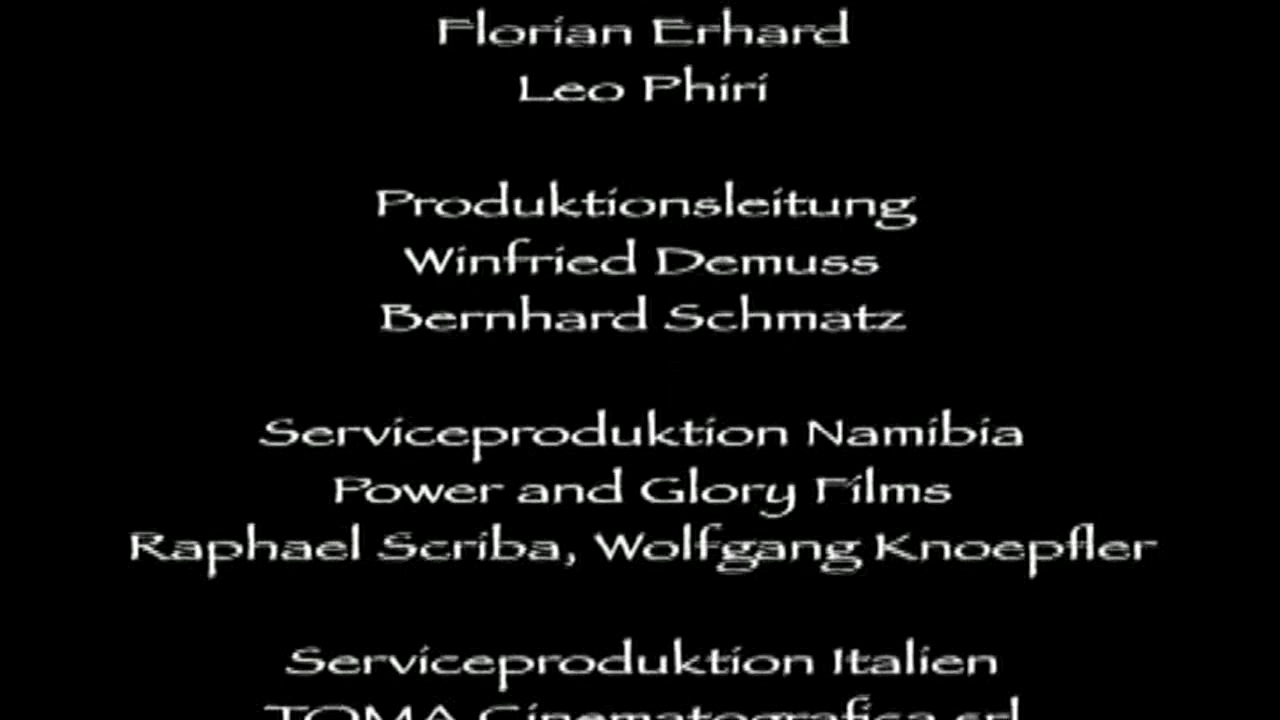 Florian Erhard
Leo Phiri
Produktionsleitung
Winfried Demuss
Bernhard Schmatz
Serviceproduktion Namibia
Power and Glory Films
Raphael Scriba, Wolfgang Knoepfler
Serviceproduktion Italien
TOMA Cinematografica srl